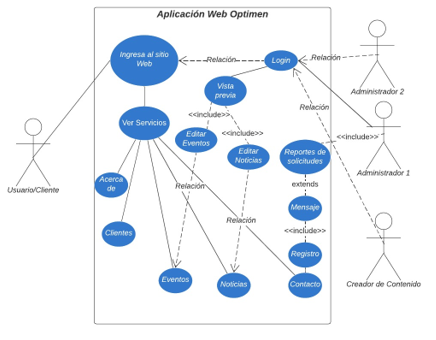 Aplicación Web Optimen
Ingresa al sitio
Web
Relación
Login
Relación
Administrador 2
Vista
previa
<<include>>
Ver Servicios
Editar
Eventos
<<include>>
Editar
Noticias
Relación
<<include>>
Reportes de
solicitudes
Administrador 1
extends
Acerca
de
Usuario/Cliente
Relación
Mensaje
Relación
<<include>>
Clientes
Registro
Eventos
Noticias
Contacto
Creador de Contenido